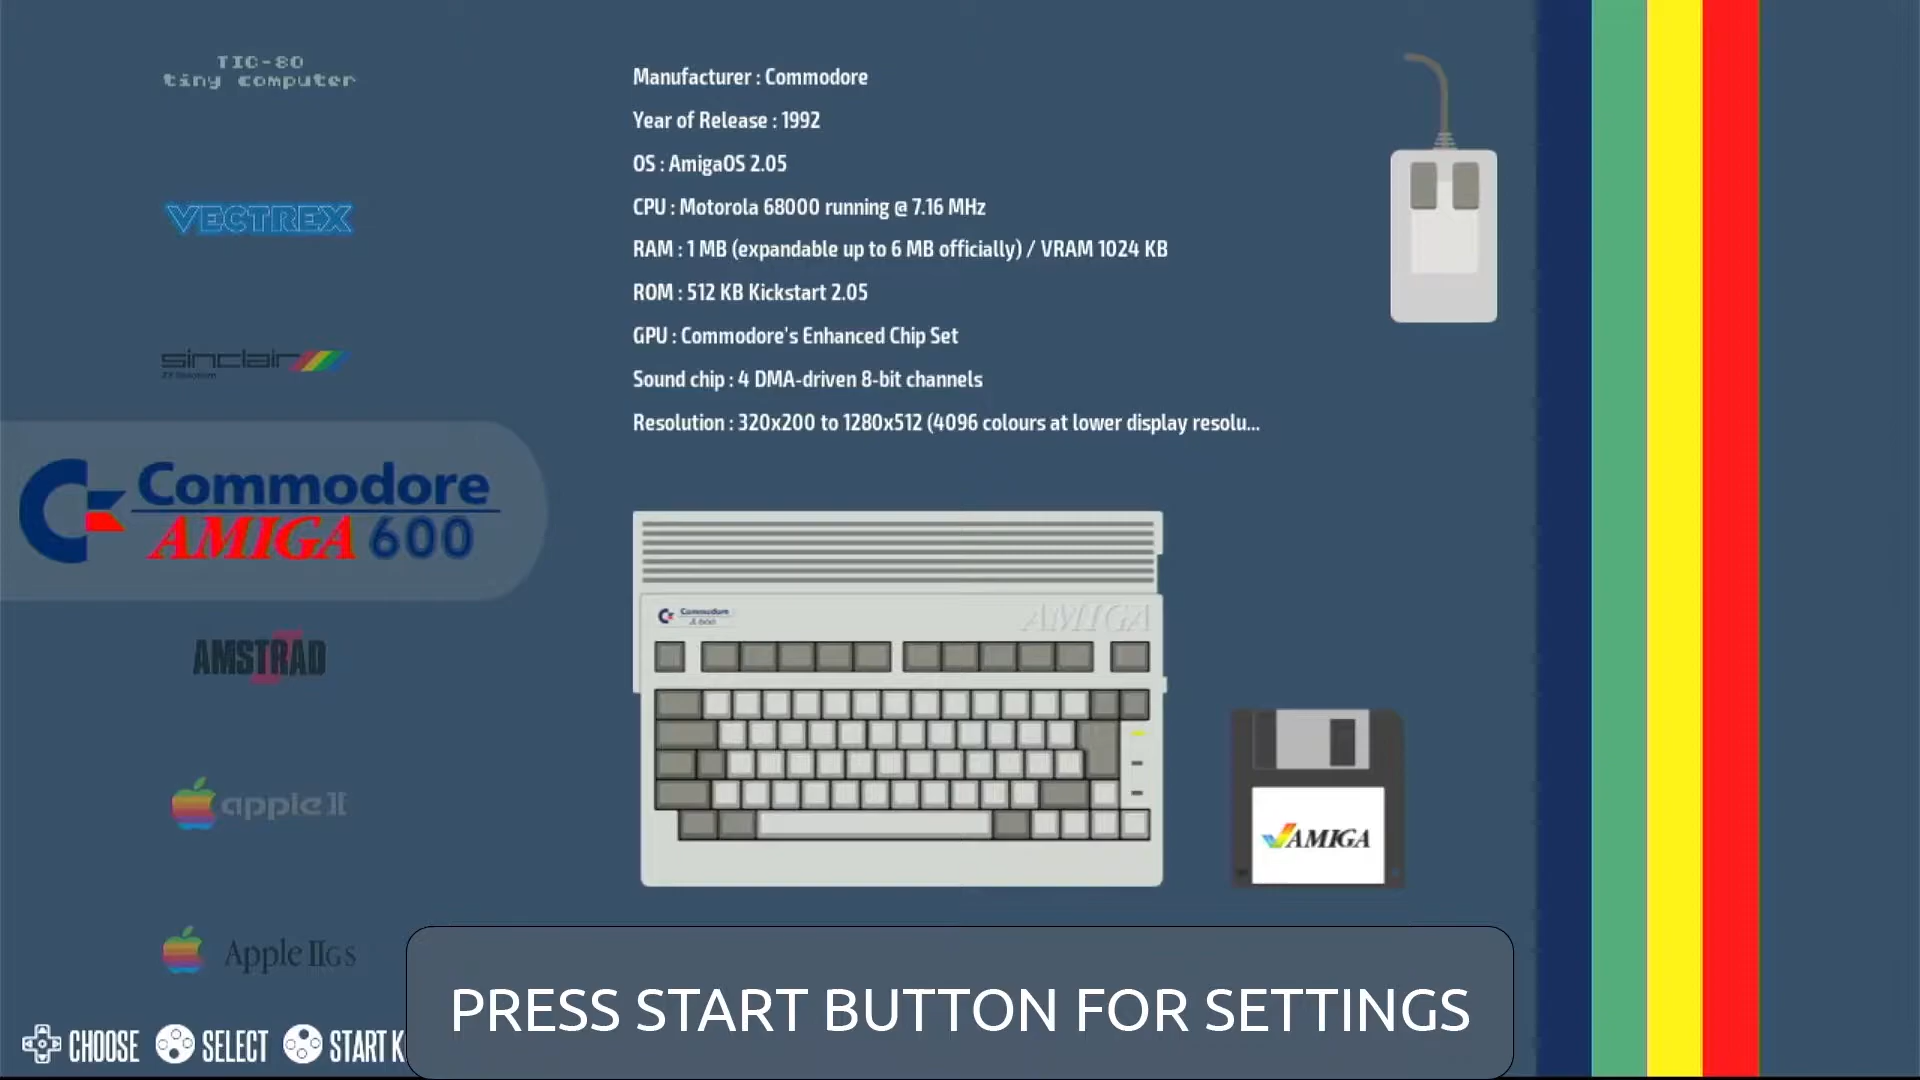 TIC-80
tiny computer
VECTREX
sinclair
ZX Spectrum
Commodore
AMIGA 600
AMSTRAD
apple ][
Apple IIGS
Manufacturer : Commodore
Year of Release : 1992
OS : AmigaOS 2.05
CPU : Motorola 68000 running @ 7.16 MHz
RAM : 1 MB (expandable up to 6 MB officially) / VRAM 1024 KB
ROM : 512 KB Kickstart 2.05
GPU : Commodore's Enhanced Chip Set
Sound chip : 4 DMA-driven 8-bit channels
Resolution : 320x200 to 1280x512 (4096 colours at lower display resolu...
Commodore
A 600
AMIGA
AMIGA
CHOOSE SELECT START K
PRESS START BUTTON FOR SETTINGS